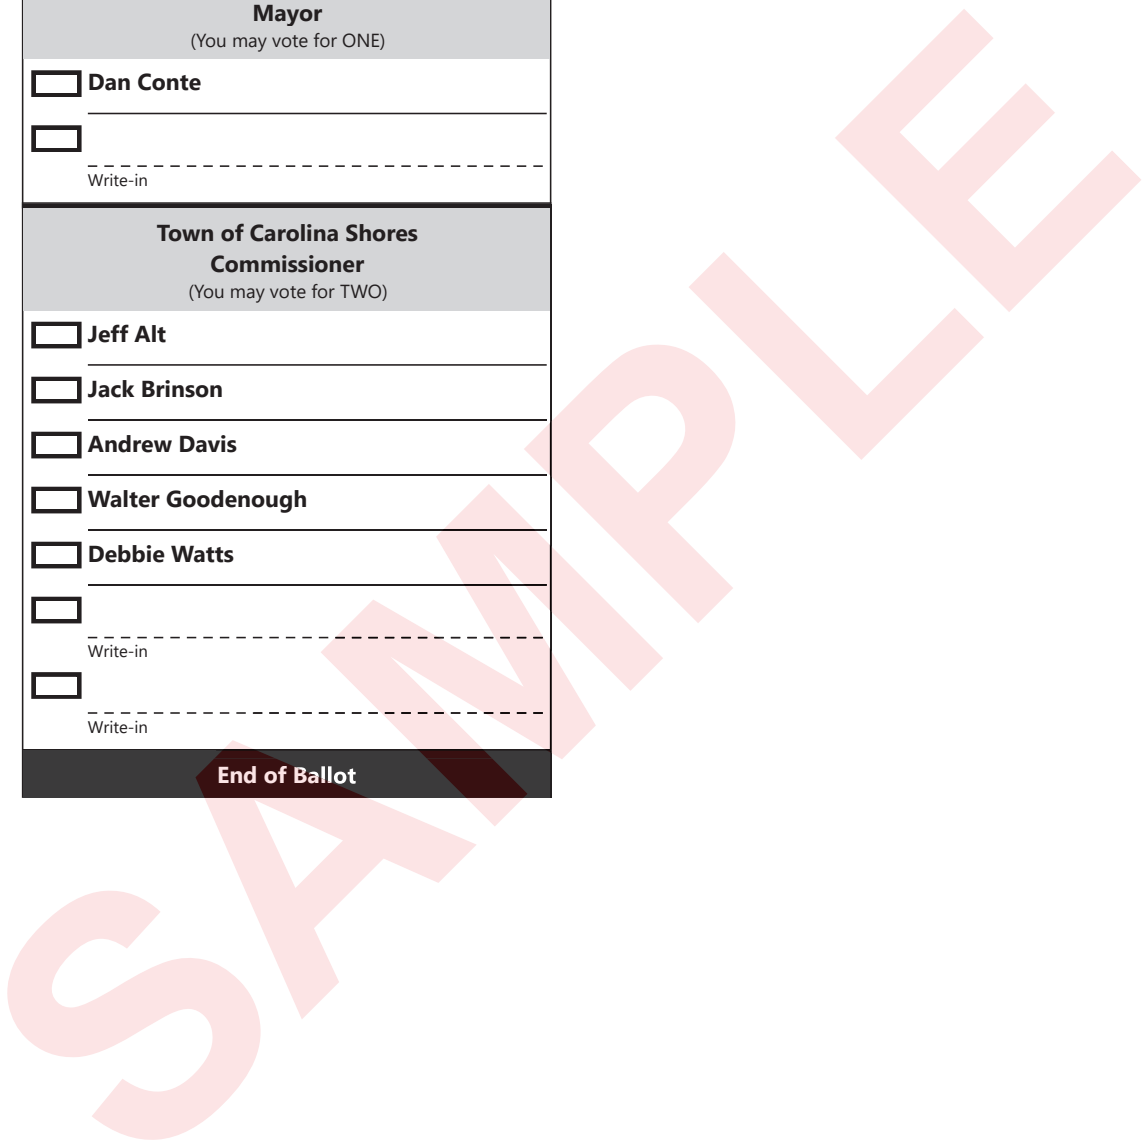 Mayor
(You may vote for ONE)
Dan Conte
Write-in
Town of Carolina Shores
Commissioner
(You may vote for TWO)
Jeff Alt
Jack Brinson
Andrew Davis
Walter Goodenough
Debbie Watts
Write-in
Write-in
End of Ballot
SAMPLE